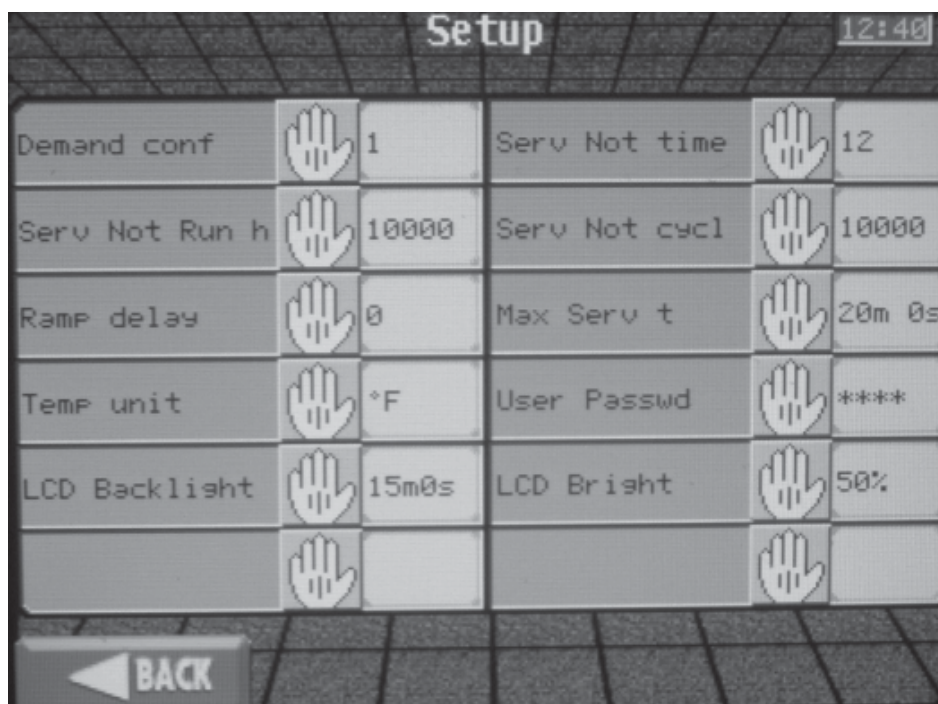 Setup
12:40
Demand conf 1 Serv Not time 12
Serv Not Run h 10000 Serv Not cycl 10000
Ramp delay 0 Max Serv t 20m 0s
Temp unit °F User Passwd ****
LCD Backlight 15m0s LCD Bright 50%
BACK